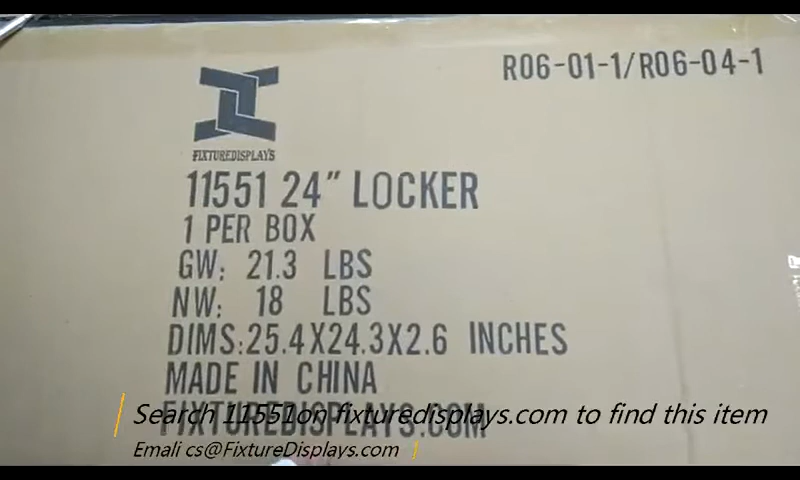 R06-01-1/R06-04-1
FIXTUREDISPLAYS
11551 24" LOCKER
1 PER BOX
GW: 21.3 LBS
NW: 18 LBS
DIMS:25.4X24.3X2.6 INCHES
MADE IN CHINA
FIXTUREDISPLAYS.COM
Search 11551on fixturedisplays.com to find this item
Emali cs@FixtureDisplays.com